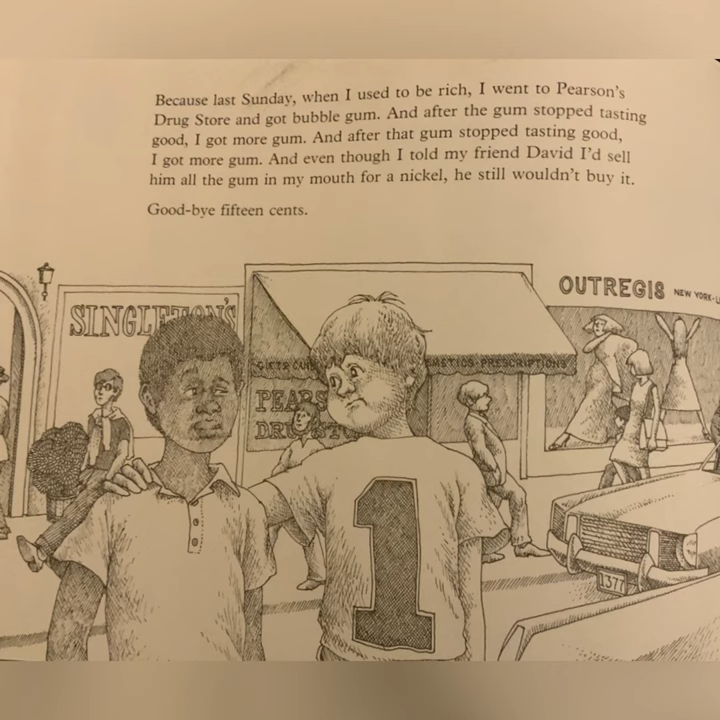 Because last Sunday, when I used to be rich, I went to Pearson's
Drug Store and got bubble gum. And after the gum stopped tasting
good, I got more gum. And after that gum stopped tasting good,
I got more gum. And even though I told my friend David I'd sell
him all the gum in my mouth for a nickel, he still wouldn't buy it.
Good-bye fifteen cents.
OUTREGIS NEW YORK
PRESCRIPTIONS
1
1377